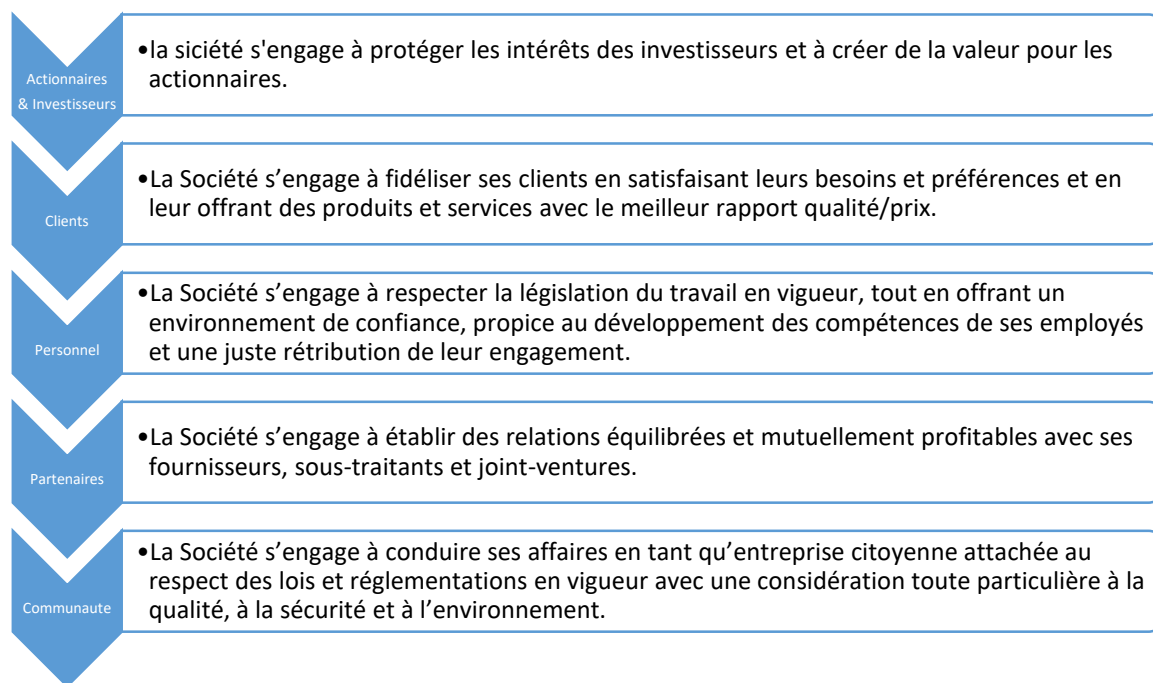 Actionnaires
& Investisseurs
•la siciété s'engage à protéger les intérêts des investisseurs et à créer de la valeur pour les
actionnaires.
Clients
•La Société s’engage à fidéliser ses clients en satisfaisant leurs besoins et préférences et en
leur offrant des produits et services avec le meilleur rapport qualité/prix.
Personnel
•La Société s’engage à respecter la législation du travail en vigueur, tout en offrant un
environnement de confiance, propice au développement des compétences de ses employés
et une juste rétribution de leur engagement.
Partenaires
•La Société s’engage à établir des relations équilibrées et mutuellement profitables avec ses
fournisseurs, sous-traitants et joint-ventures.
Communaute
•La Société s’engage à conduire ses affaires en tant qu’entreprise citoyenne attachée au
respect des lois et réglementations en vigueur avec une considération toute particulière à la
qualité, à la sécurité et à l’environnement.